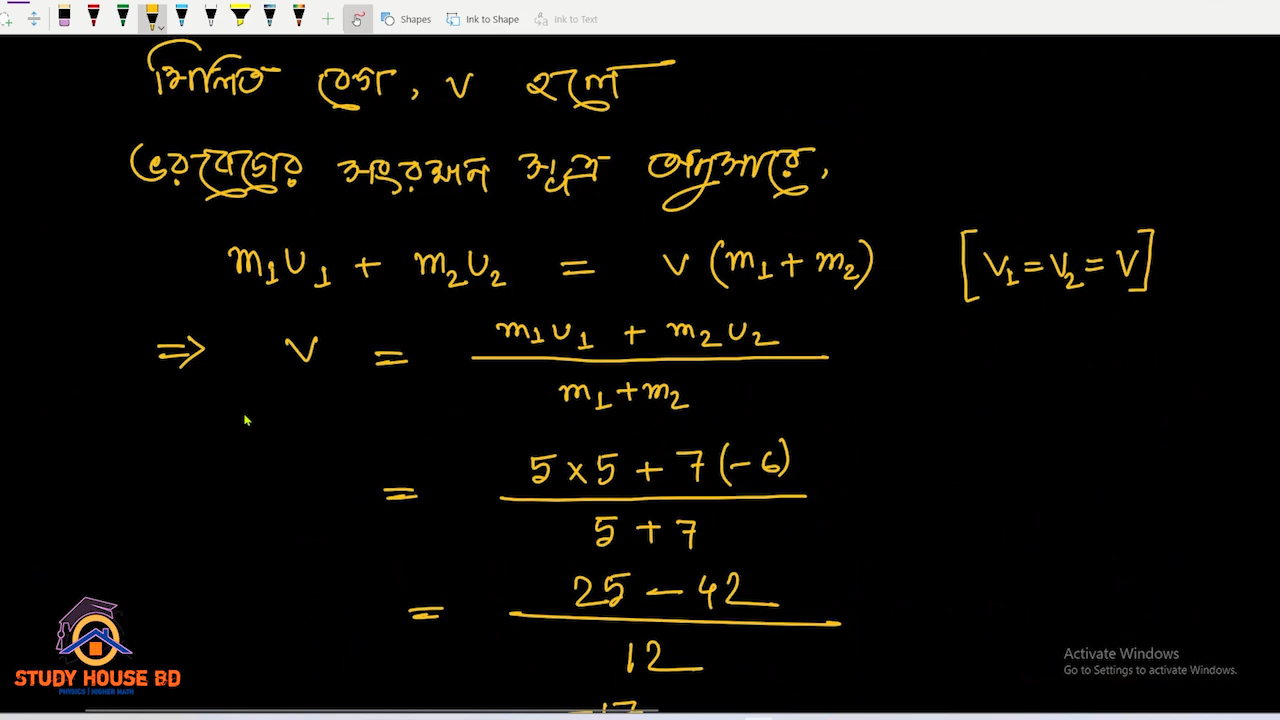 Shapes Ink to Shape Ink to Text
মিলিত বেগ, v হলে
ভরবেগের সংরক্ষন সূত্র অনুসারে,
m₁u₁ + m₂u₂ = v (m₁ + m₂) [v₁ = v₂ = v]
⇒ v = (m₁u₁ + m₂u₂) / (m₁ + m₂)
= (5 × 5 + 7 (−6)) / (5 + 7)
= (25 − 42) / 12
−17
Activate Windows
Go to Settings to activate Windows.
STUDY HOUSE BD
PHYSICS | HIGHER MATH